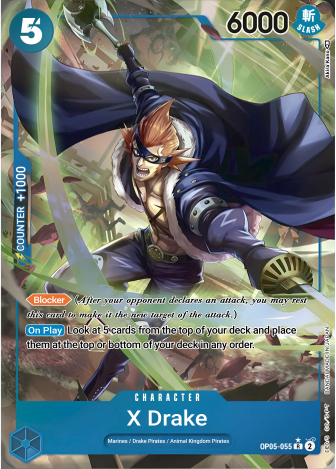 5
6000
斬
SLASH
COUNTER +1000
Blocker (After your opponent declares an attack, you may rest
this card to make it the new target of the attack.)
On Play Look at 5 cards from the top of your deck and place
them at the top or bottom of your deck in any order.
CHARACTER
X Drake
Marines / Drake Pirates / Animal Kingdom Pirates
OP05-055 R 2